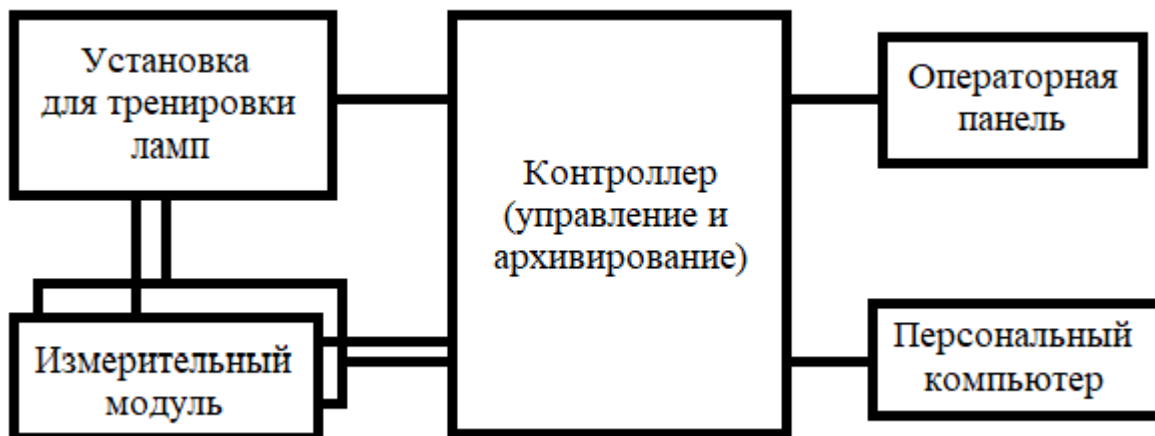 Установка
для тренировки
ламп
Контроллер
(управление и
архивирование)
Операторная
панель
Измерительный
модуль
Персональный
компьютер